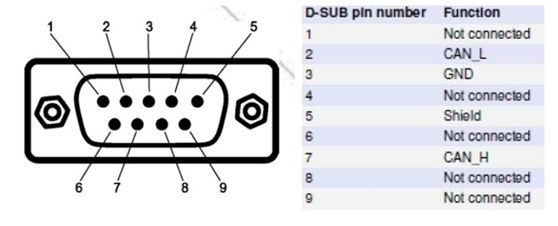 1 2 3 4 5
6 7 8 9
D-SUB pin number Function
1 Not connected
2 CAN_L
3 GND
4 Not connected
5 Shield
6 Not connected
7 CAN_H
8 Not connected
9 Not connected